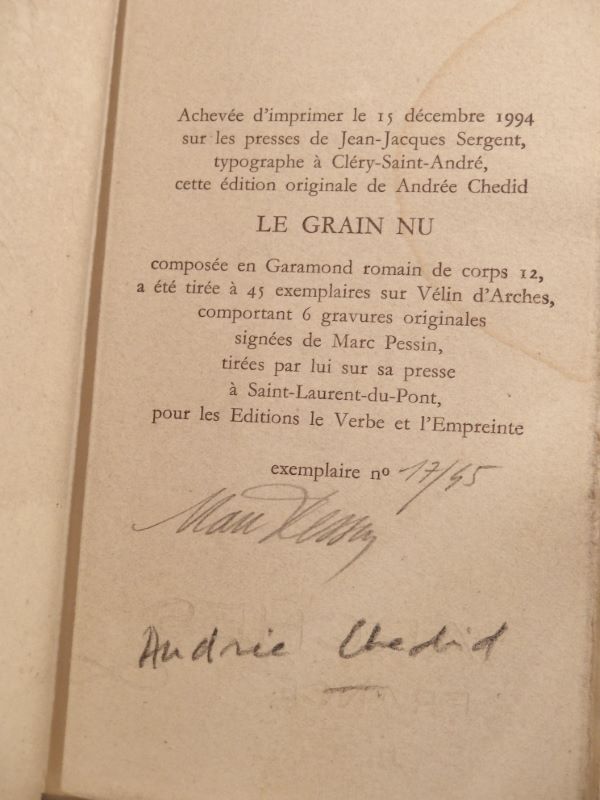 Achevée d'imprimer le 15 décembre 1994
sur les presses de Jean-Jacques Sergent,
typographe à Cléry-Saint-André,
cette édition originale de Andrée Chedid
LE GRAIN NU
composée en Garamond romain de corps 12,
a été tirée à 45 exemplaires sur Vélin d'Arches,
comportant 6 gravures originales
signées de Marc Pessin,
tirées par lui sur sa presse
à Saint-Laurent-du-Pont,
pour les Editions le Verbe et l'Empreinte
exemplaire nº 17/45
Marc Pessin
Andrée Chedid